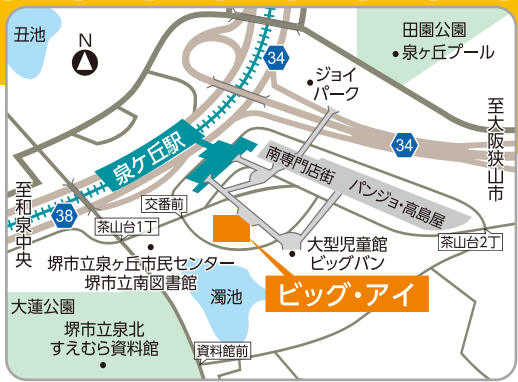 丑池
N
田園公園
泉ヶ丘プール
34
ジョイ
パーク
至大阪狭山市
34
泉ケ丘駅
南専門店街 パンジョ・高島屋
至和泉中央
38
交番前
茶山台1丁
茶山台2丁
大型児童館
ビッグバン
堺市立泉ヶ丘市民センター
堺市立南図書館
濁池
ビッグ・アイ
大蓮公園
堺市立泉北
すえむら資料館
資料館前